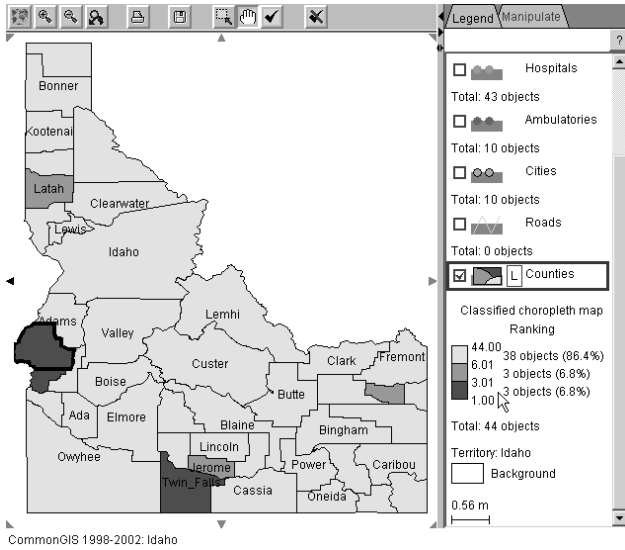 Legend
Manipulate
?
Hospitals
Total: 43 objects
Ambulatories
Total: 10 objects
Cities
Total: 10 objects
Roads
Total: 0 objects
L Counties
Classified choropleth map
Ranking
44.00
6.01
3.01
1.00
38 objects (86.4%)
3 objects (6.8%)
3 objects (6.8%)
Total: 44 objects
Territory: Idaho
Background
0.56 m
Bonner
Kootenai
Latah
Clearwater
Lewis
Idaho
Adams
Valley
Lemhi
Custer
Clark
Fremont
Boise
Butte
Ada
Elmore
Blaine
Bingham
Owyhee
Lincoln
Jerome
Power
Caribou
Twin_Falls
Cassia
Oneida
CommonGIS 1998-2002: Idaho